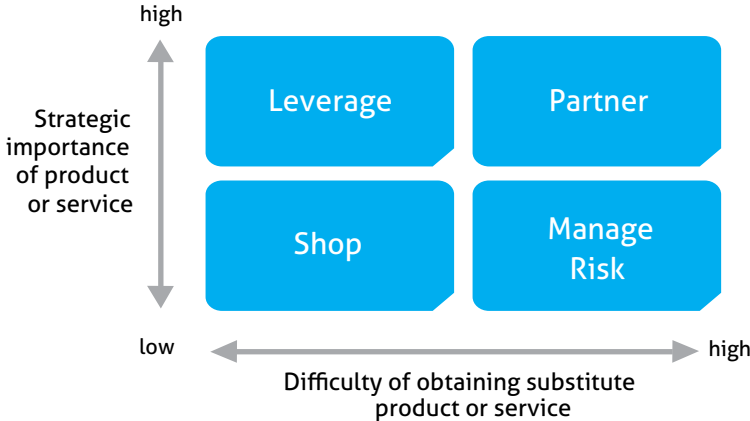 high
Leverage
Partner
Strategic
importance
of product
or service
Shop
Manage
Risk
low
high
Difficulty of obtaining substitute
product or service